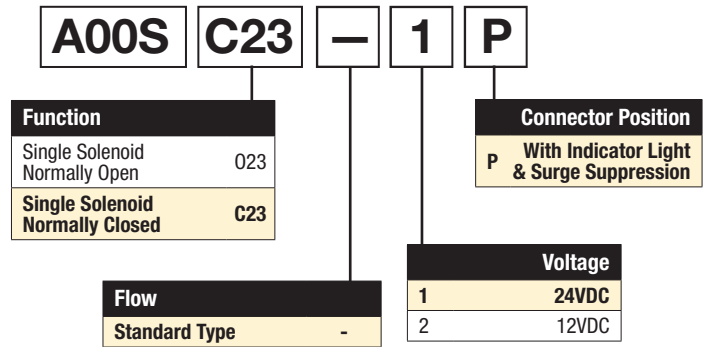 A00S C23 — 1 P
Function
Single Solenoid
Normally Open 023
Single Solenoid
Normally Closed C23
Connector Position
P With Indicator Light
& Surge Suppression
Flow
Standard Type -
Voltage
1 24VDC
2 12VDC